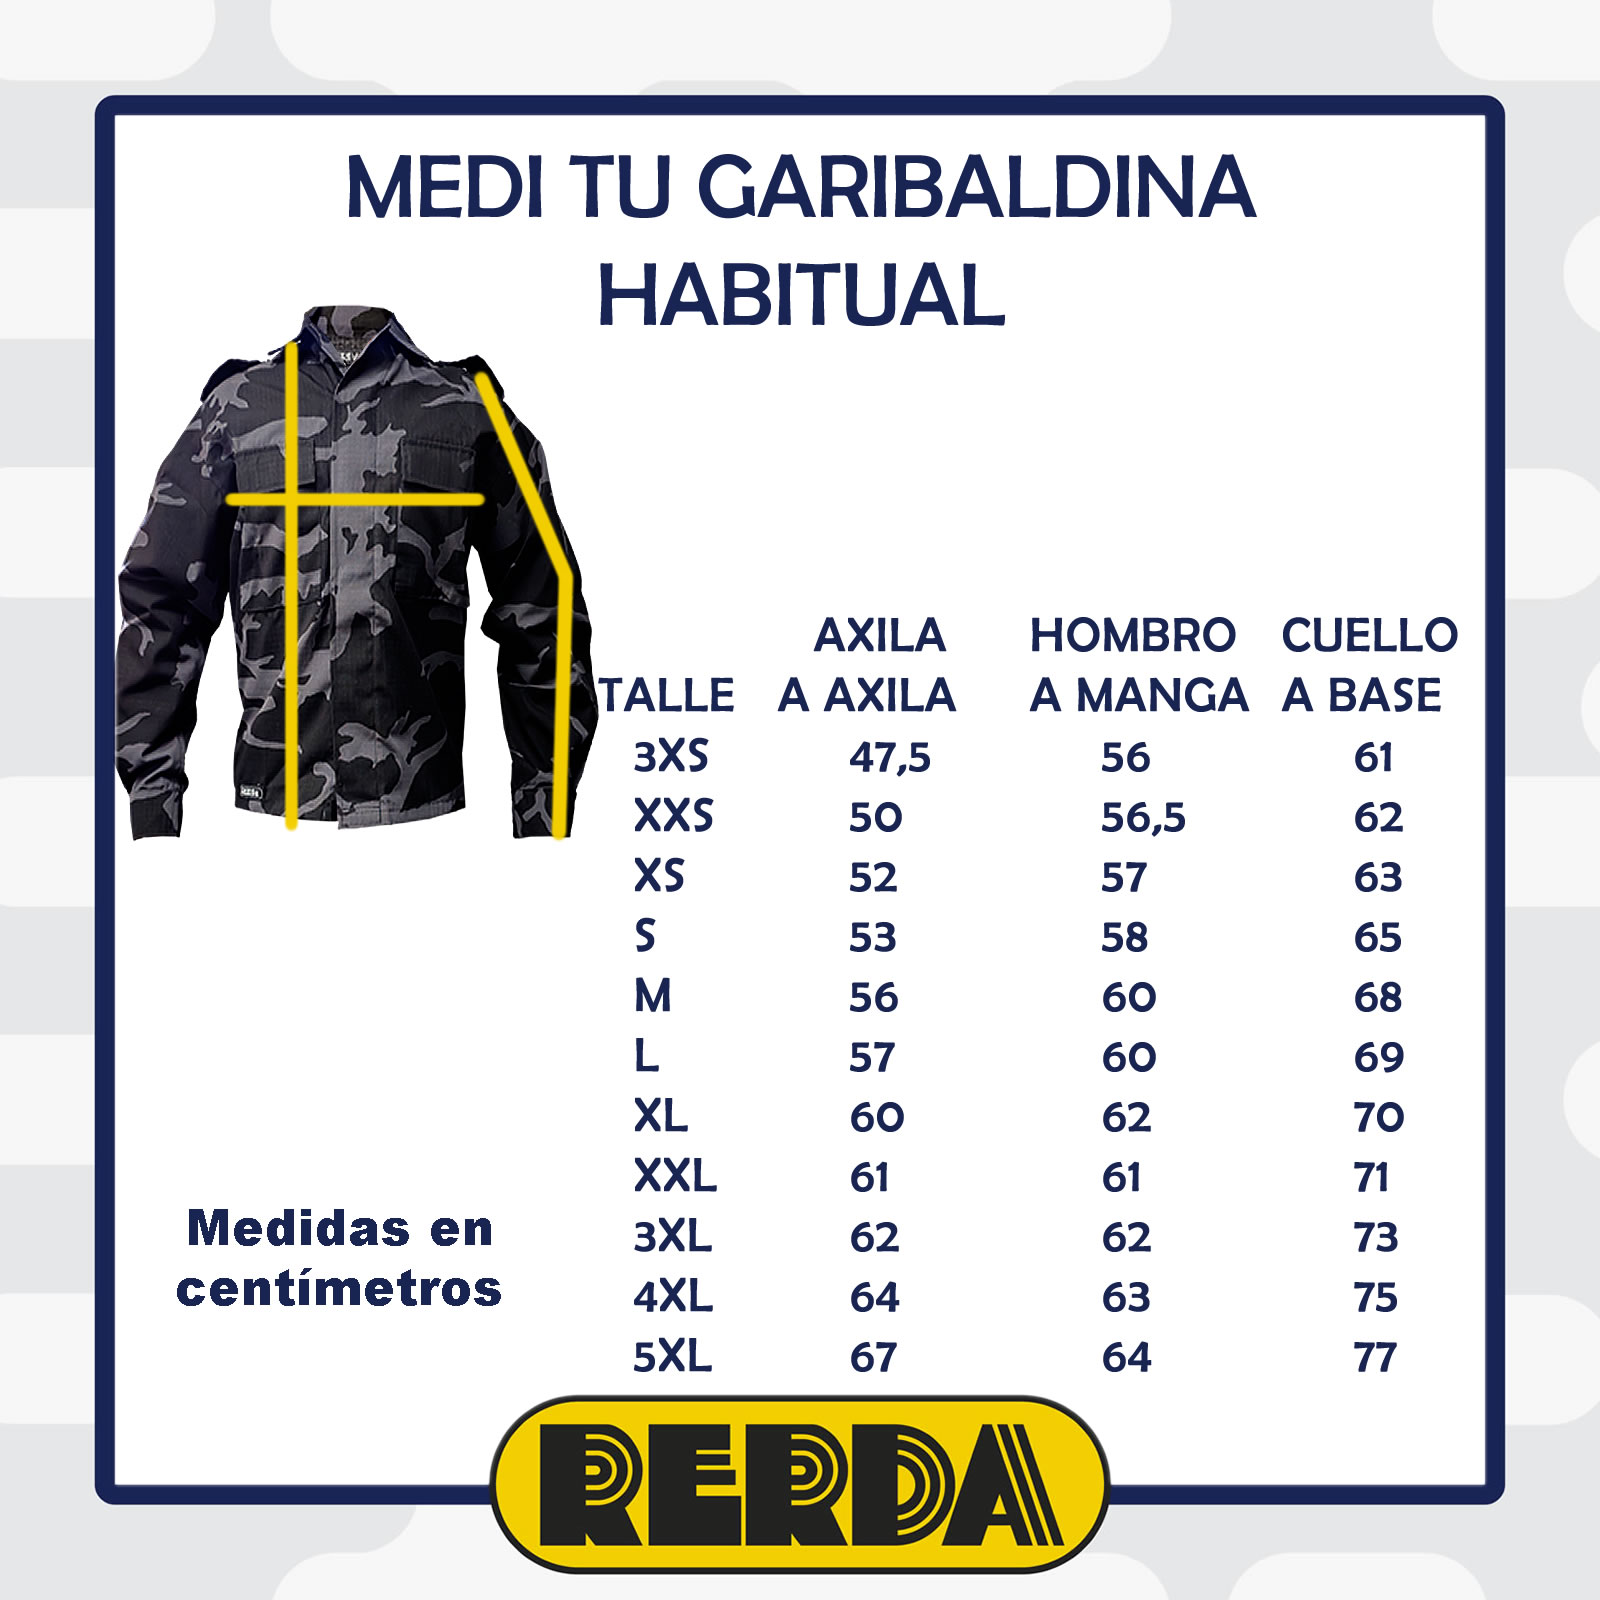 MEDI TU GARIBALDINA
HABITUAL
AXILA HOMBRO CUELLO
TALLE A AXILA A MANGA A BASE
3XS 47,5 56 61
XXS 50 56,5 62
XS 52 57 63
S 53 58 65
M 56 60 68
L 57 60 69
XL 60 62 70
XXL 61 61 71
3XL 62 62 73
4XL 64 63 75
5XL 67 64 77
Medidas en
centímetros
RERDA